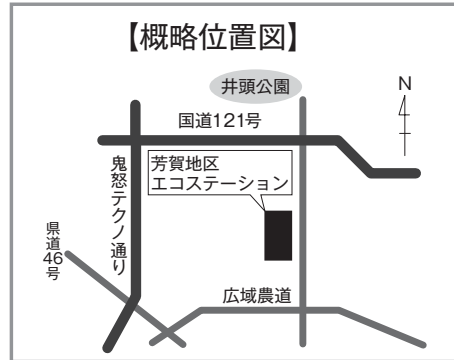 【概略位置図】
井頭公園
N
国道121号
芳賀地区
エコステーション
鬼怒テクノ通り
県道46号
広域農道